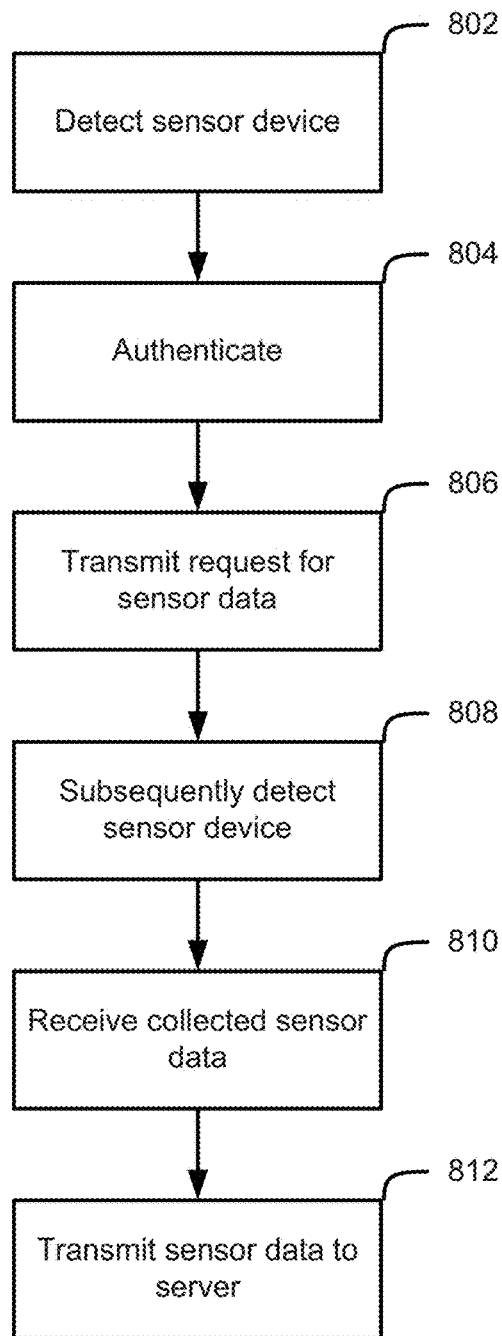 802
Detect sensor device
804
Authenticate
806
Transmit request for
sensor data
808
Subsequently detect
sensor device
810
Receive collected sensor
data
812
Transmit sensor data to
server